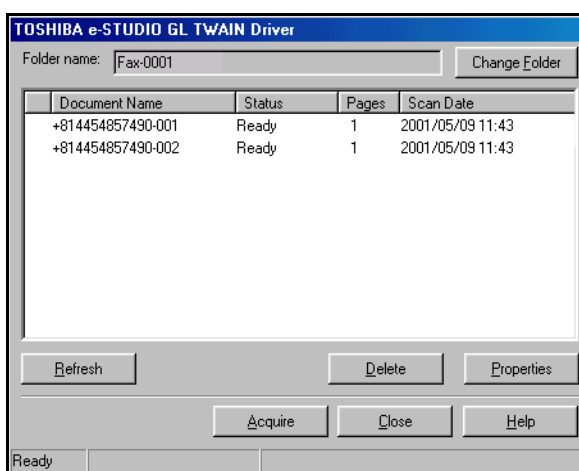 TOSHIBA e-STUDIO GL TWAIN Driver
Folder name: Fax-0001 Change Folder
Document Name Status Pages Scan Date
+814454857490-001 Ready 1 2001/05/09 11:43
+814454857490-002 Ready 1 2001/05/09 11:43
Refresh Delete Properties
Acquire Close Help
Ready